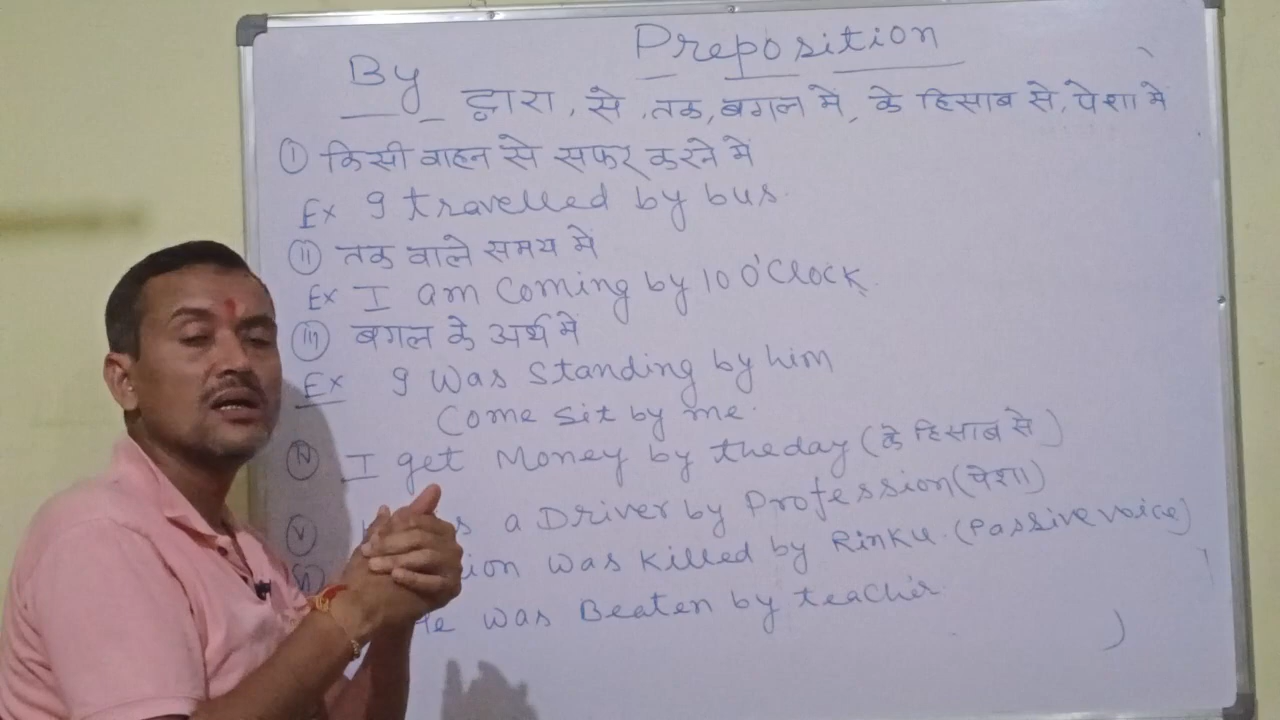 Preposition
By द्वारा, से, तक, बगल में, के हिसाब से, पेशा में
(i) किसी वाहन से सफर करने में
Ex I travelled by bus.
(ii) तक वाले समय में
Ex I am Coming by 10 O'Clock.
(iii) बगल के अर्थ में
Ex I Was Standing by him
Come Sit by me.
(iv) I get Money by the day (के हिसाब से)
(v) a Driver by Profession (पेशा)
was killed by Rinku. (Passive voice)
He was Beaten by teacher.